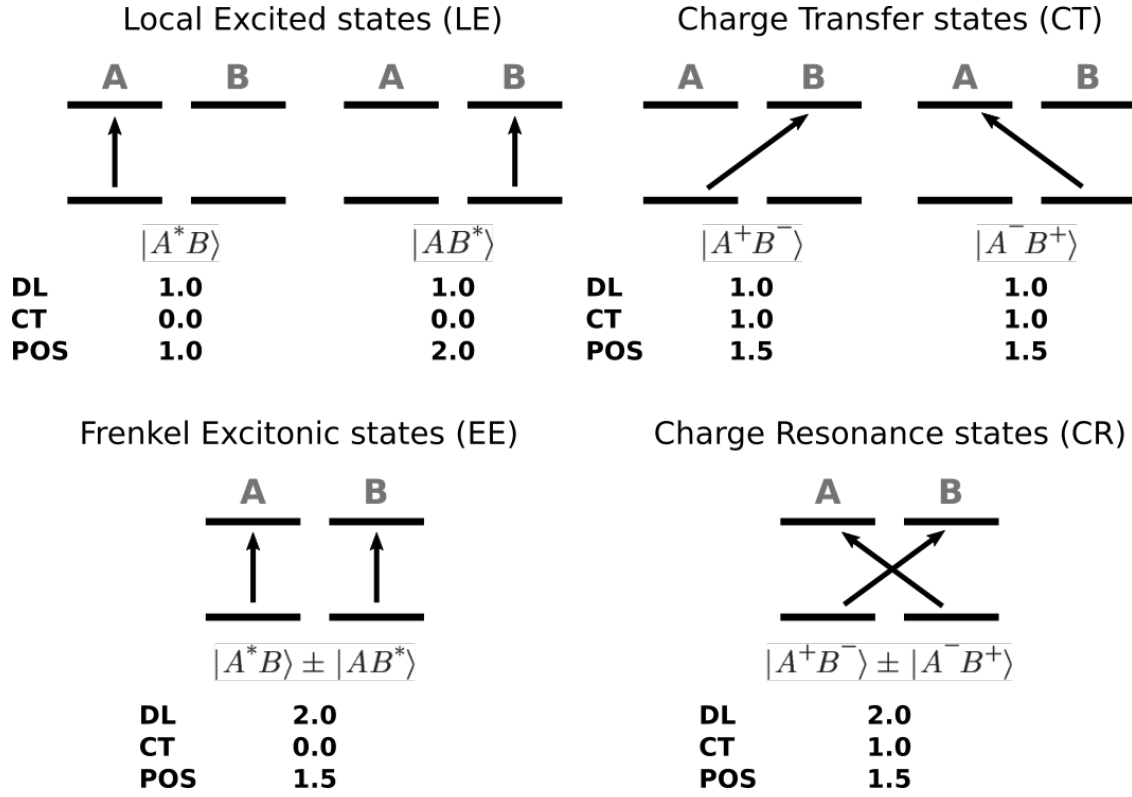 Local Excited states (LE)
Charge Transfer states (CT)
A B A B
A B A B
|A*B⟩ |AB*⟩
|A⁺B⁻⟩ |A⁻B⁺⟩
DL 1.0 1.0
CT 0.0 0.0
POS 1.0 2.0
DL 1.0 1.0
CT 1.0 1.0
POS 1.5 1.5
Frenkel Excitonic states (EE)
A B
|A*B⟩ ± |AB*⟩
DL 2.0
CT 0.0
POS 1.5
Charge Resonance states (CR)
A B
|A⁺B⁻⟩ ± |A⁻B⁺⟩
DL 2.0
CT 1.0
POS 1.5